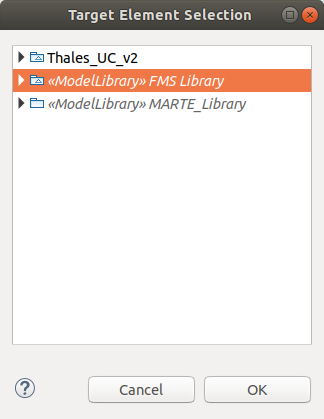 Target Element Selection
Thales_UC_v2
«ModelLibrary» FMS Library
«ModelLibrary» MARTE_Library
?
Cancel
OK